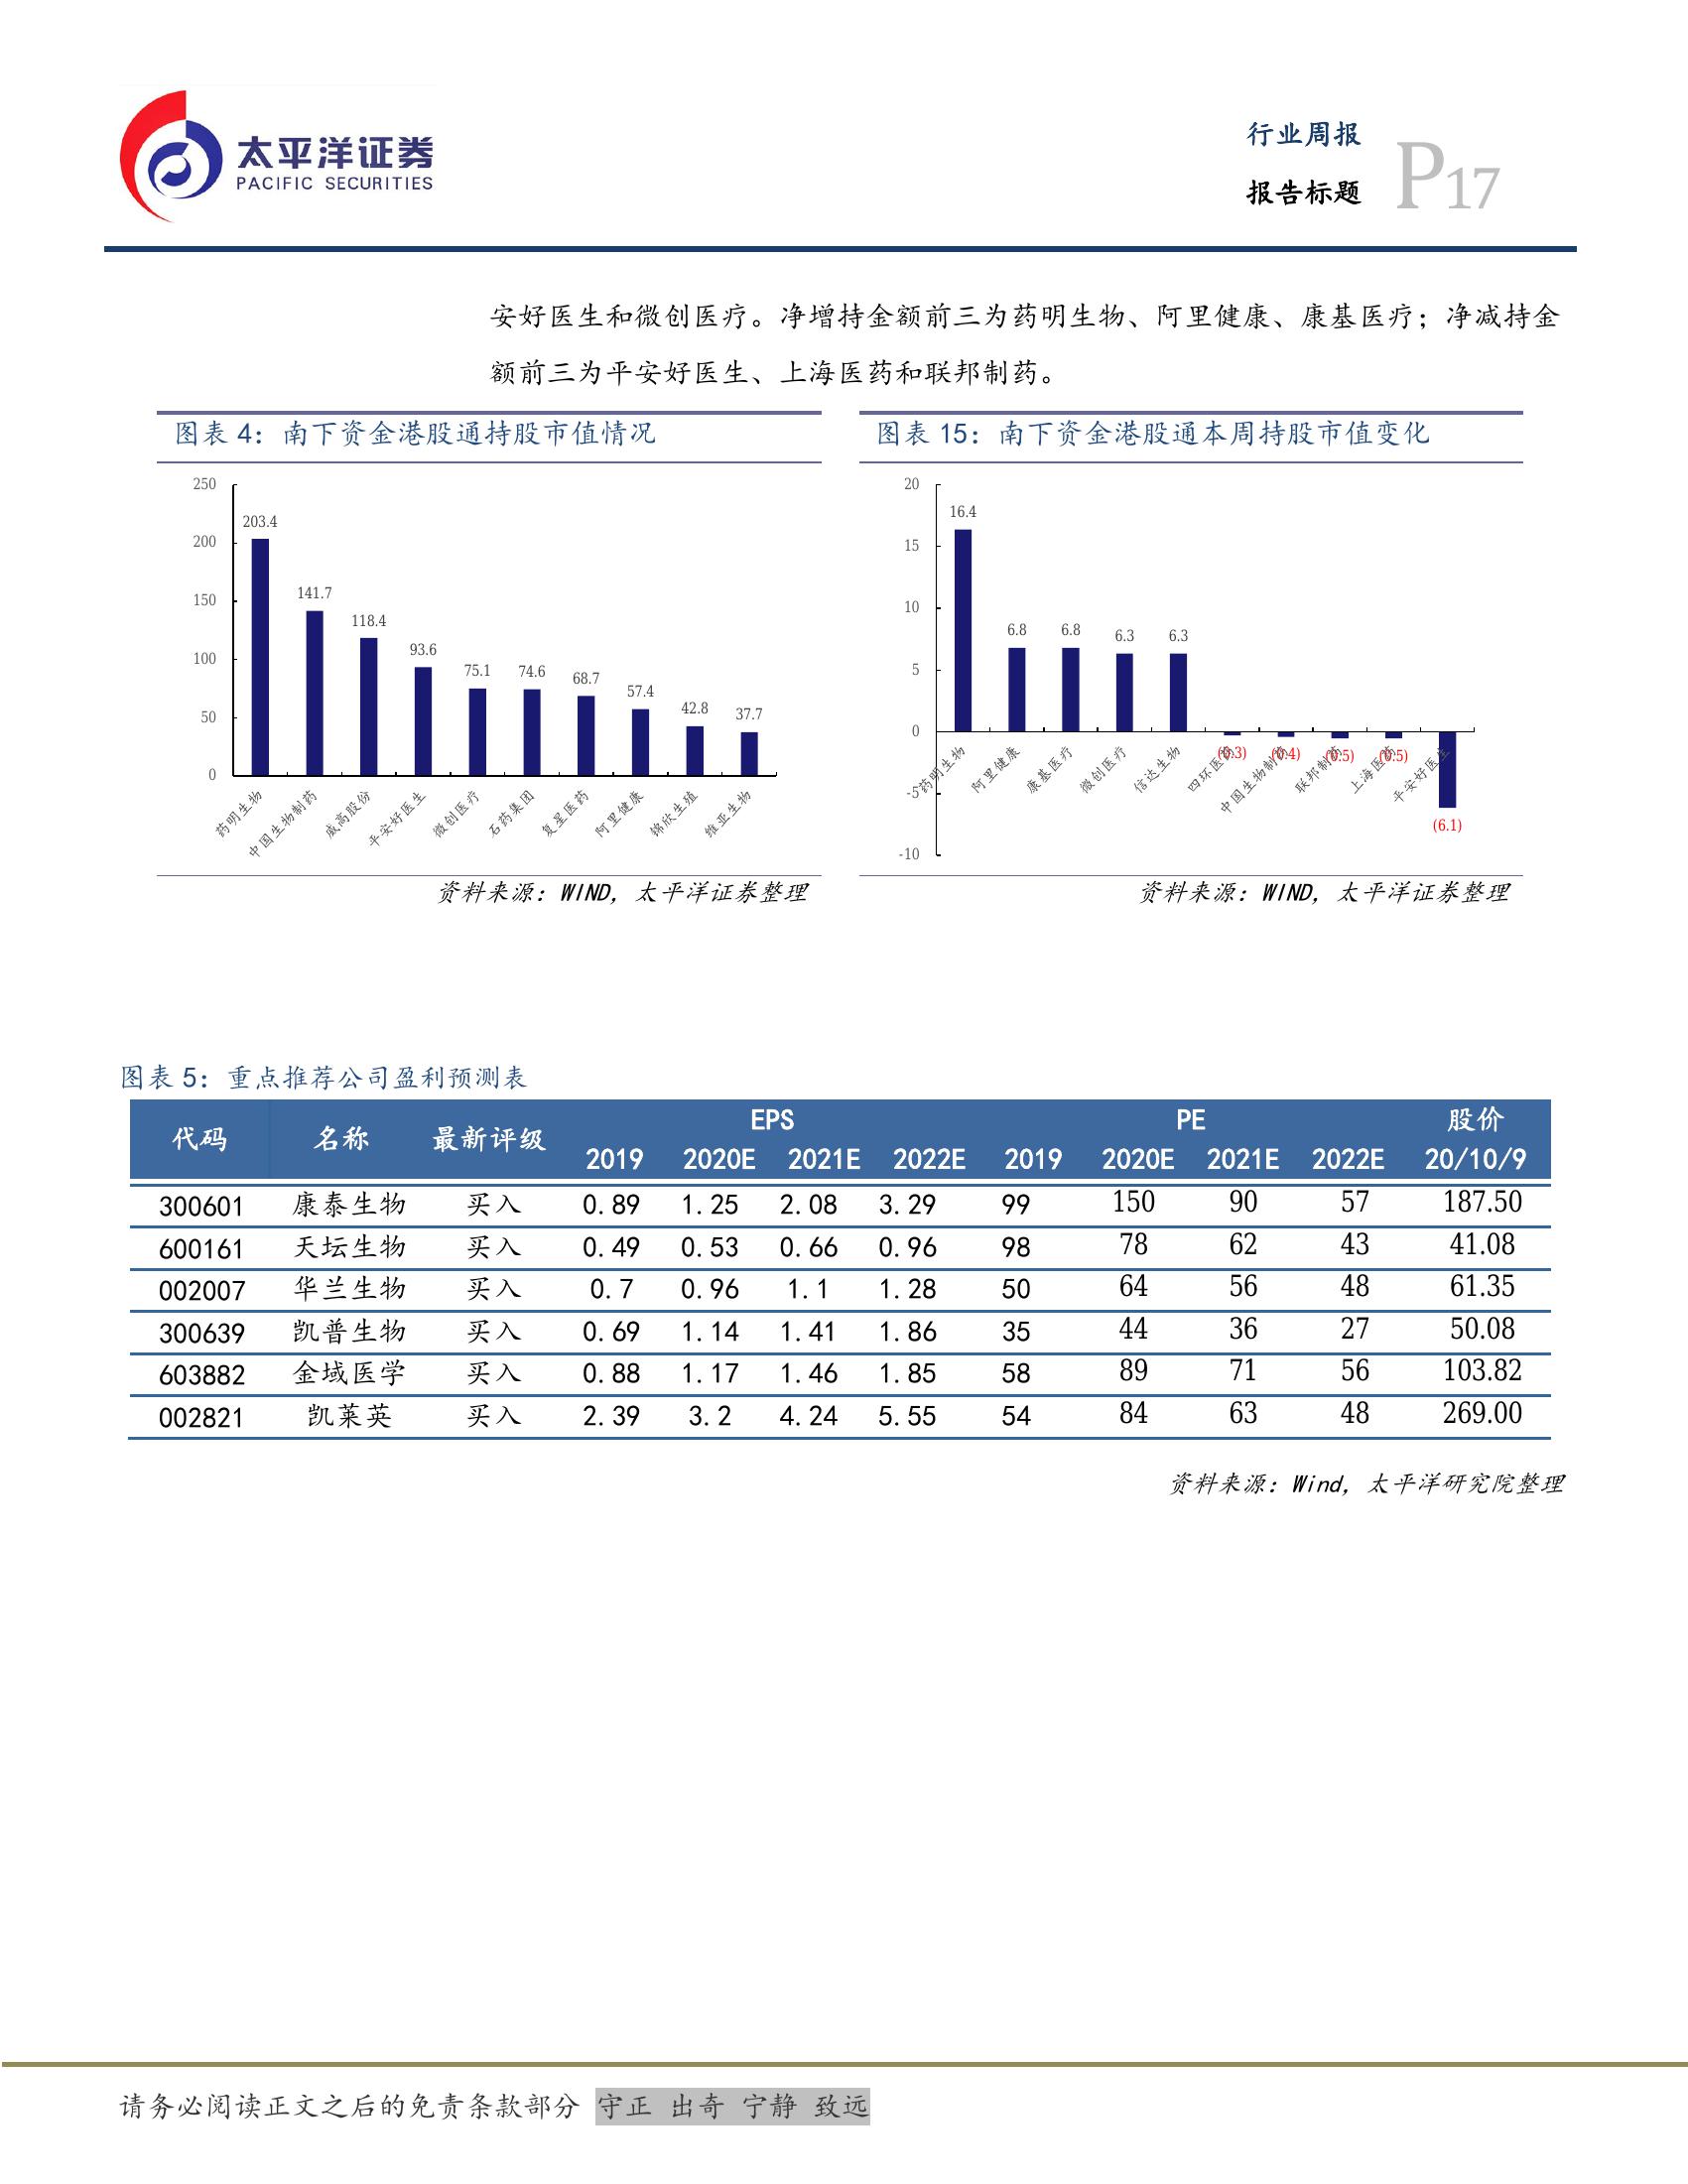 太平洋证券
PACIFIC SECURITIES
行业周报
报告标题
P17
安好医生和微创医疗。净增持金额前三为药明生物、阿里健康、康基医疗；净减持金
额前三为平安好医生、上海医药和联邦制药。
图表 4：南下资金港股通持股市值情况
250
200
150
100
50
0
203.4
141.7
118.4
93.6
75.1
74.6
68.7
57.4
42.8
37.7
药明生物
中国生物制药
威高股份
平安好医生
微创医疗
石药集团
复星医药
阿里健康
锦欣生殖
维亚生物
资料来源：WIND，太平洋证券整理
图表 15：南下资金港股通本周持股市值变化
20
15
10
5
0
-5
-10
16.4
6.8
6.8
6.3
6.3
(0.3)
(0.4)
(0.5)
(0.5)
(6.1)
药明生物
阿里健康
康基医疗
微创医疗
信达生物
四环医药
中国生物制药
联邦制药
上海医药
平安好医生
资料来源：WIND，太平洋证券整理
图表 5：重点推荐公司盈利预测表
代码 名称 最新评级 EPS PE 股价
2019 2020E 2021E 2022E 2019 2020E 2021E 2022E 20/10/9
300601 康泰生物 买入 0.89 1.25 2.08 3.29 99 150 90 57 187.50
600161 天坛生物 买入 0.49 0.53 0.66 0.96 98 78 62 43 41.08
002007 华兰生物 买入 0.7 0.96 1.1 1.28 50 64 56 48 61.35
300639 凯普生物 买入 0.69 1.14 1.41 1.86 35 44 36 27 50.08
603882 金域医学 买入 0.88 1.17 1.46 1.85 58 89 71 56 103.82
002821 凯莱英 买入 2.39 3.2 4.24 5.55 54 84 63 48 269.00
资料来源：Wind，太平洋研究院整理
请务必阅读正文之后的免责条款部分 守正 出奇 宁静 致远